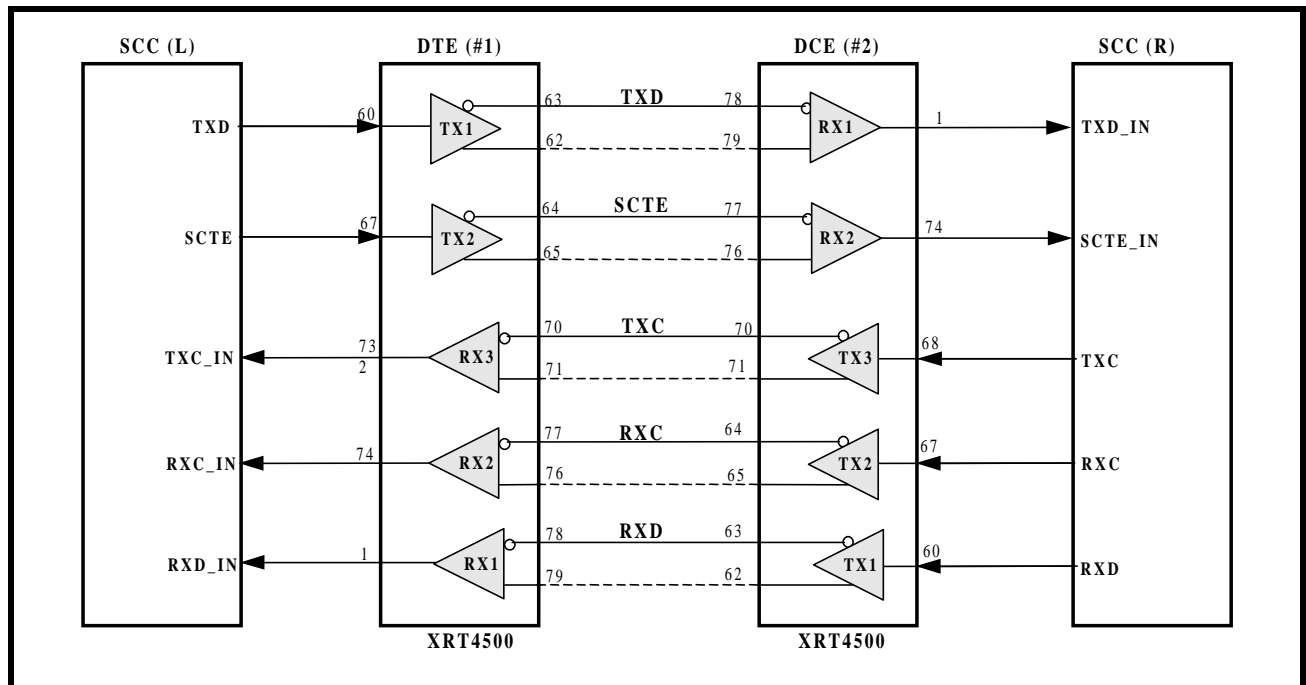 SCC (L) DTE (#1) DCE (#2) SCC (R)
TXD 60 TX1 63 TXD 78 RX1 1 TXD_IN
62 79
SCTE 67 TX2 64 SCTE 77 RX2 74 SCTE_IN
65 76
TXC_IN 73 RX3 70 TXC 70 TX3 68 TXC
2 71 71
RXC_IN 74 RX2 77 RXC 64 TX2 67 RXC
76 65
RXD_IN 1 RX1 78 RXD 63 TX1 60 RXD
79 62
XRT4500 XRT4500